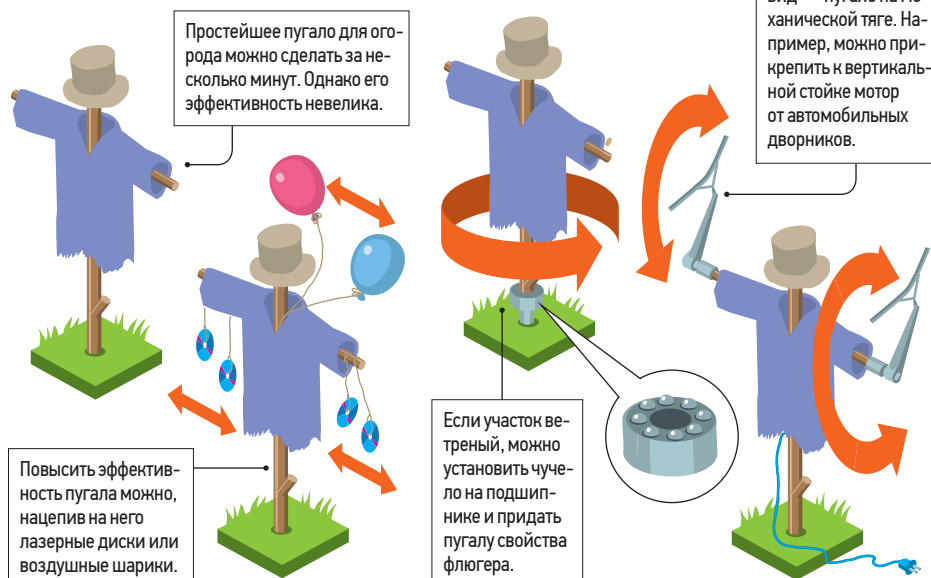 Простейшее пугало для ого-
рода можно сделать за не-
сколько минут. Однако его
эффективность невелика.
Повысить эффектив-
ность пугала можно,
нацепив на него
лазерные диски или
воздушные шарики.
Если участок ве-
треный, можно
установить чуче-
ло на подшип-
нике и придать
пугалу свойства
флюгера.
пугало на ме-
ханической тяге. На-
пример, можно при-
крепить к вертикаль-
ной стойке мотор
от автомобильных
дворников.